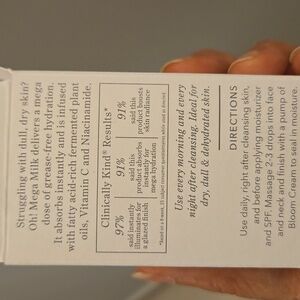 Struggling with dull, dry skin?
Oh! Mega Milk delivers a mega
dose of grease-free hydration.
It absorbs instantly and is infused
with fatty acid-rich fermented plant
oils, Vitamin C and Niacinamide.
Clinically Kind* Results*
97%
said instantly
illuminates for
a glazed finish
91%
said this
product absorbs
instantly for
mega hydration
91%
said this
product boosts
skin radiance
Use every morning and every
night after cleansing. Ideal for
dry, dull & dehydrated skin.
DIRECTIONS
Use daily, right after cleansing skin,
and before applying moisturizer
and SPF. Massage 2-3 drops into face
and neck and finish with a pump of
Bloom Cream to seal in moisture.